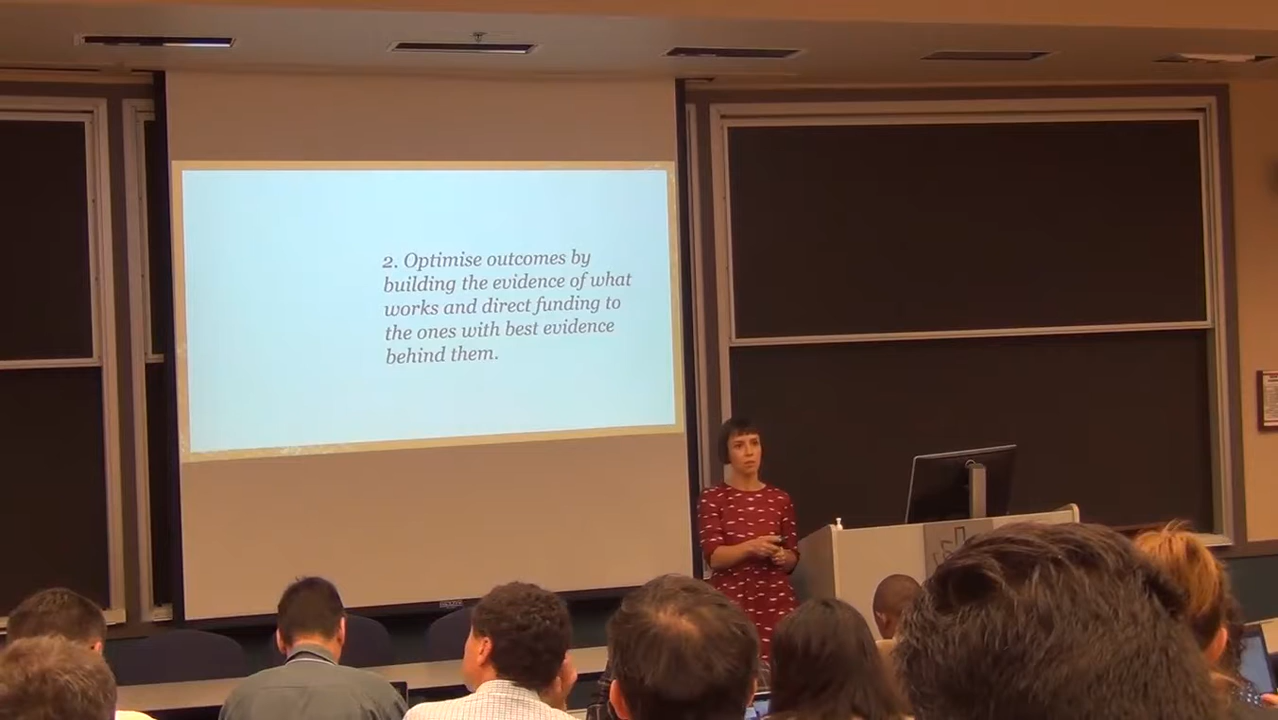 2. Optimise outcomes by
building the evidence of what
works and direct funding to
the ones with best evidence
behind them.